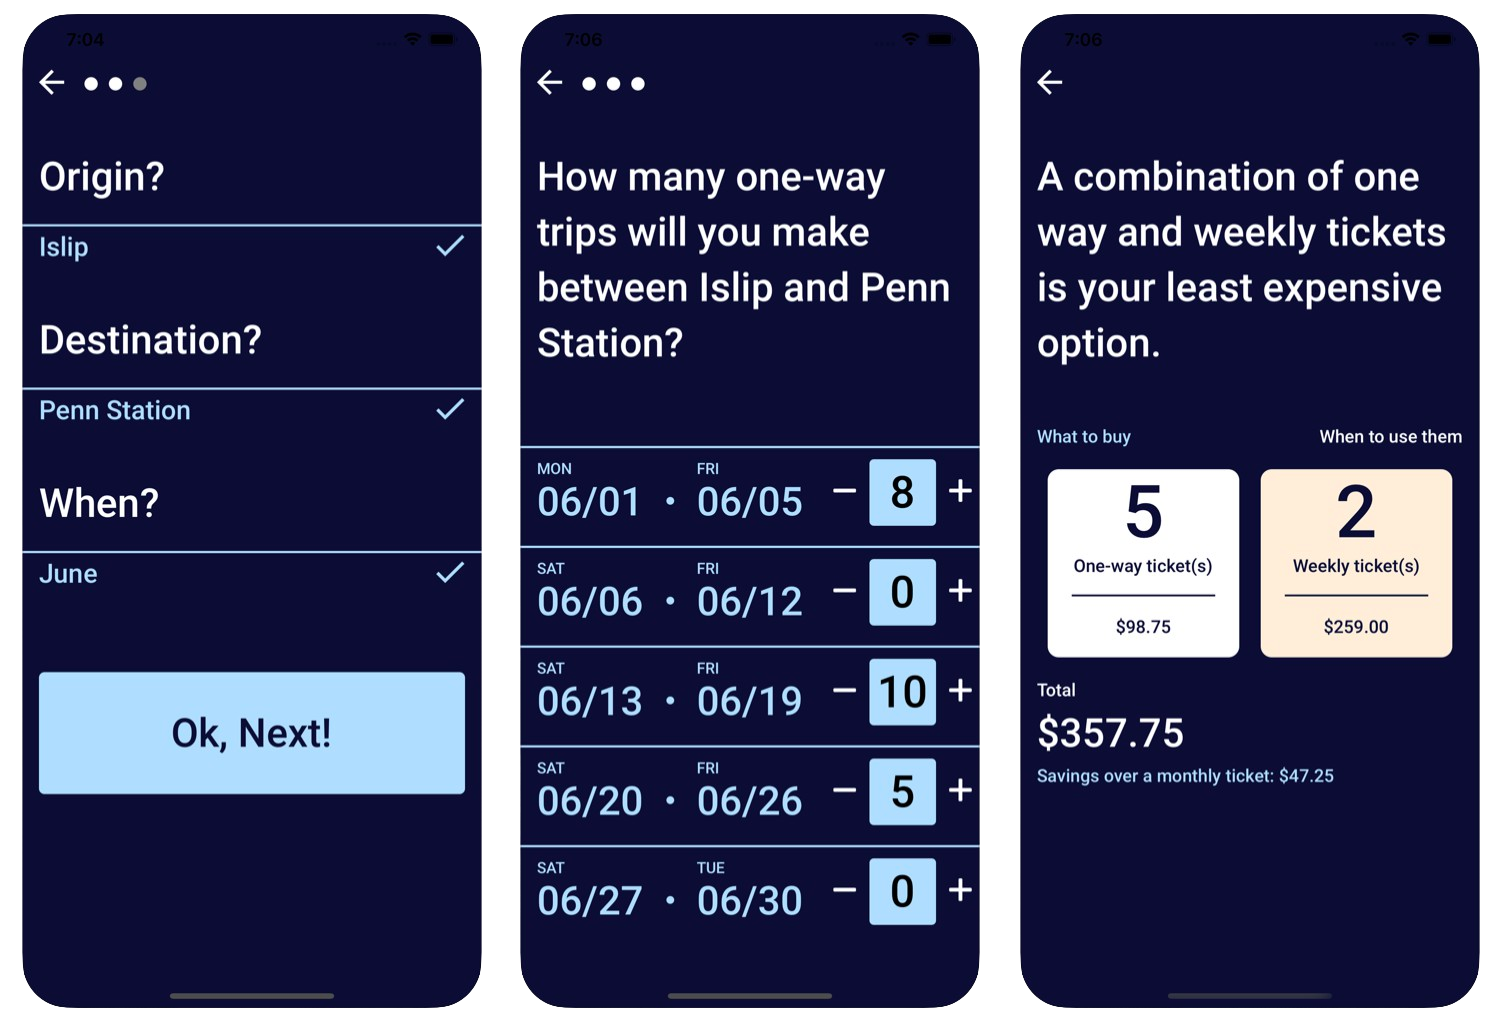 7:04
Origin?
Islip
Destination?
Penn Station
When?
June
Ok, Next!
7:06
How many one-way
trips will you make
between Islip and Penn
Station?
MON FRI
06/01 • 06/05 − 8 +
SAT FRI
06/06 • 06/12 − 0 +
SAT FRI
06/13 • 06/19 − 10 +
SAT FRI
06/20 • 06/26 − 5 +
SAT TUE
06/27 • 06/30 − 0 +
7:06
A combination of one
way and weekly tickets
is your least expensive
option.
What to buy When to use them
5 2
One-way ticket(s) Weekly ticket(s)
$98.75 $259.00
Total
$357.75
Savings over a monthly ticket: $47.25